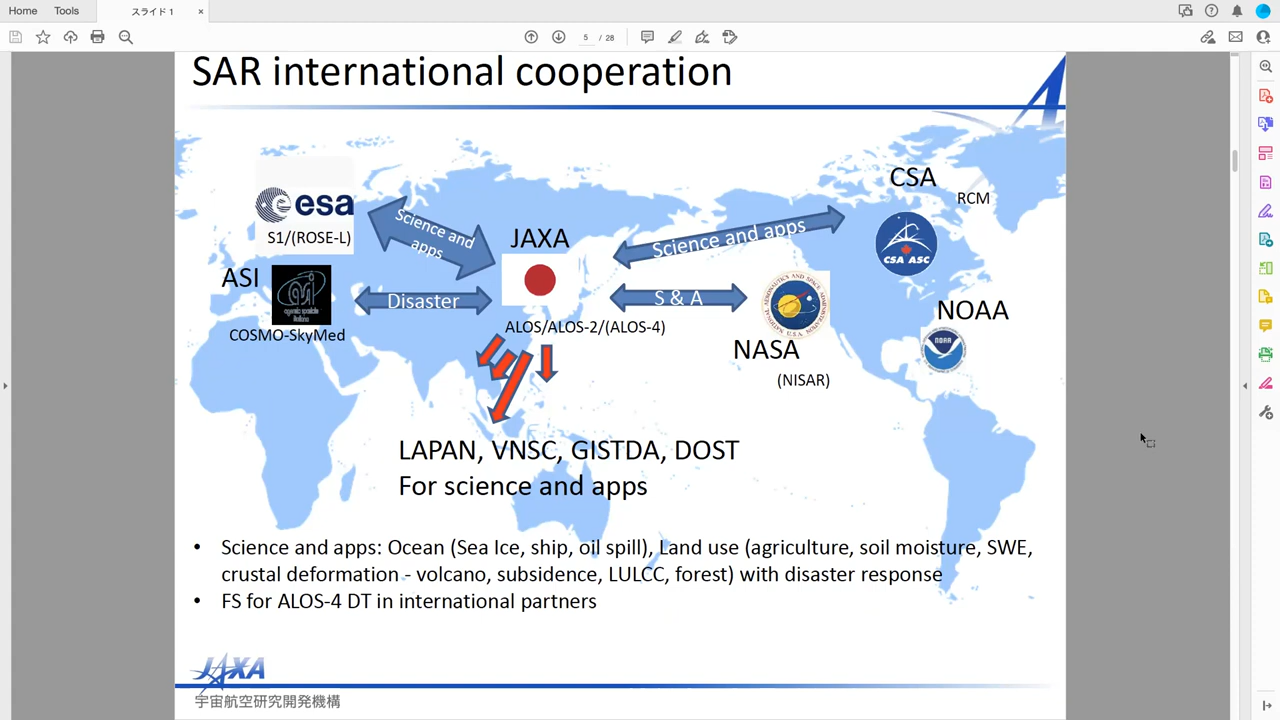 Home
Tools
スライド 1
×
5 / 28
SAR international cooperation
CSA
RCM
esa
S1/(ROSE-L)
Science and
apps
JAXA
Science and apps
CSA ASC
ASI
Disaster
S & A
COSMO-SkyMed
ALOS/ALOS-2/(ALOS-4)
NASA
(NISAR)
NOAA
NOAA
LAPAN, VNSC, GISTDA, DOST
For science and apps
• Science and apps: Ocean (Sea Ice, ship, oil spill), Land use (agriculture, soil moisture, SWE,
crustal deformation - volcano, subsidence, LULCC, forest) with disaster response
• FS for ALOS-4 DT in international partners
JAXA
宇宙航空研究開発機構